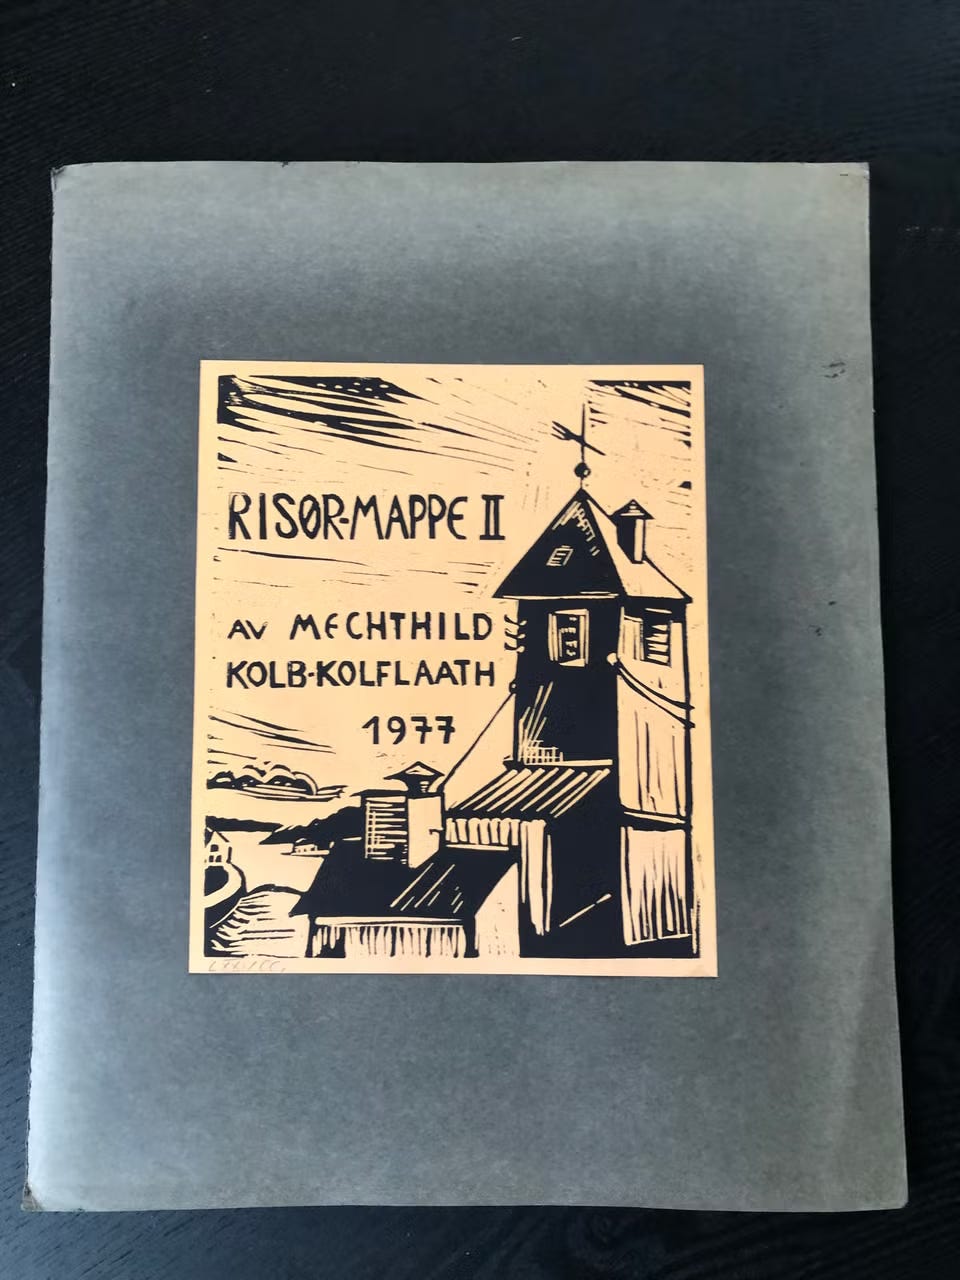 RISØR-MAPPE II
AV MECHTHILD
KOLB-KOLFLAATH
1977